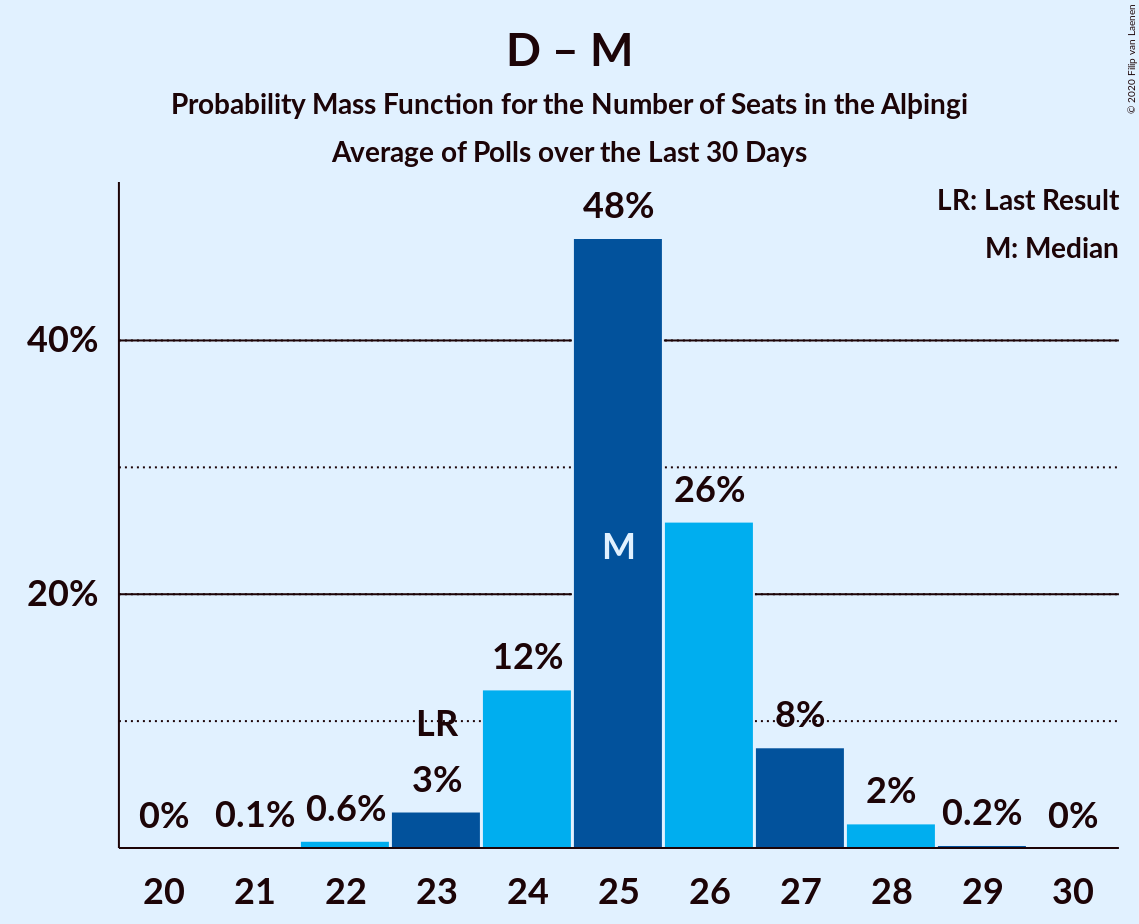 D – M
Probability Mass Function for the Number of Seats in the Alþingi
Average of Polls over the Last 30 Days
© 2020 Filip van Laenen
LR: Last Result
M: Median
48%
40%
26%
M
20%
12%
LR
8%
3%
2%
0%
0.1%
0.6%
0.2%
0%
20 21 22 23 24 25 26 27 28 29 30